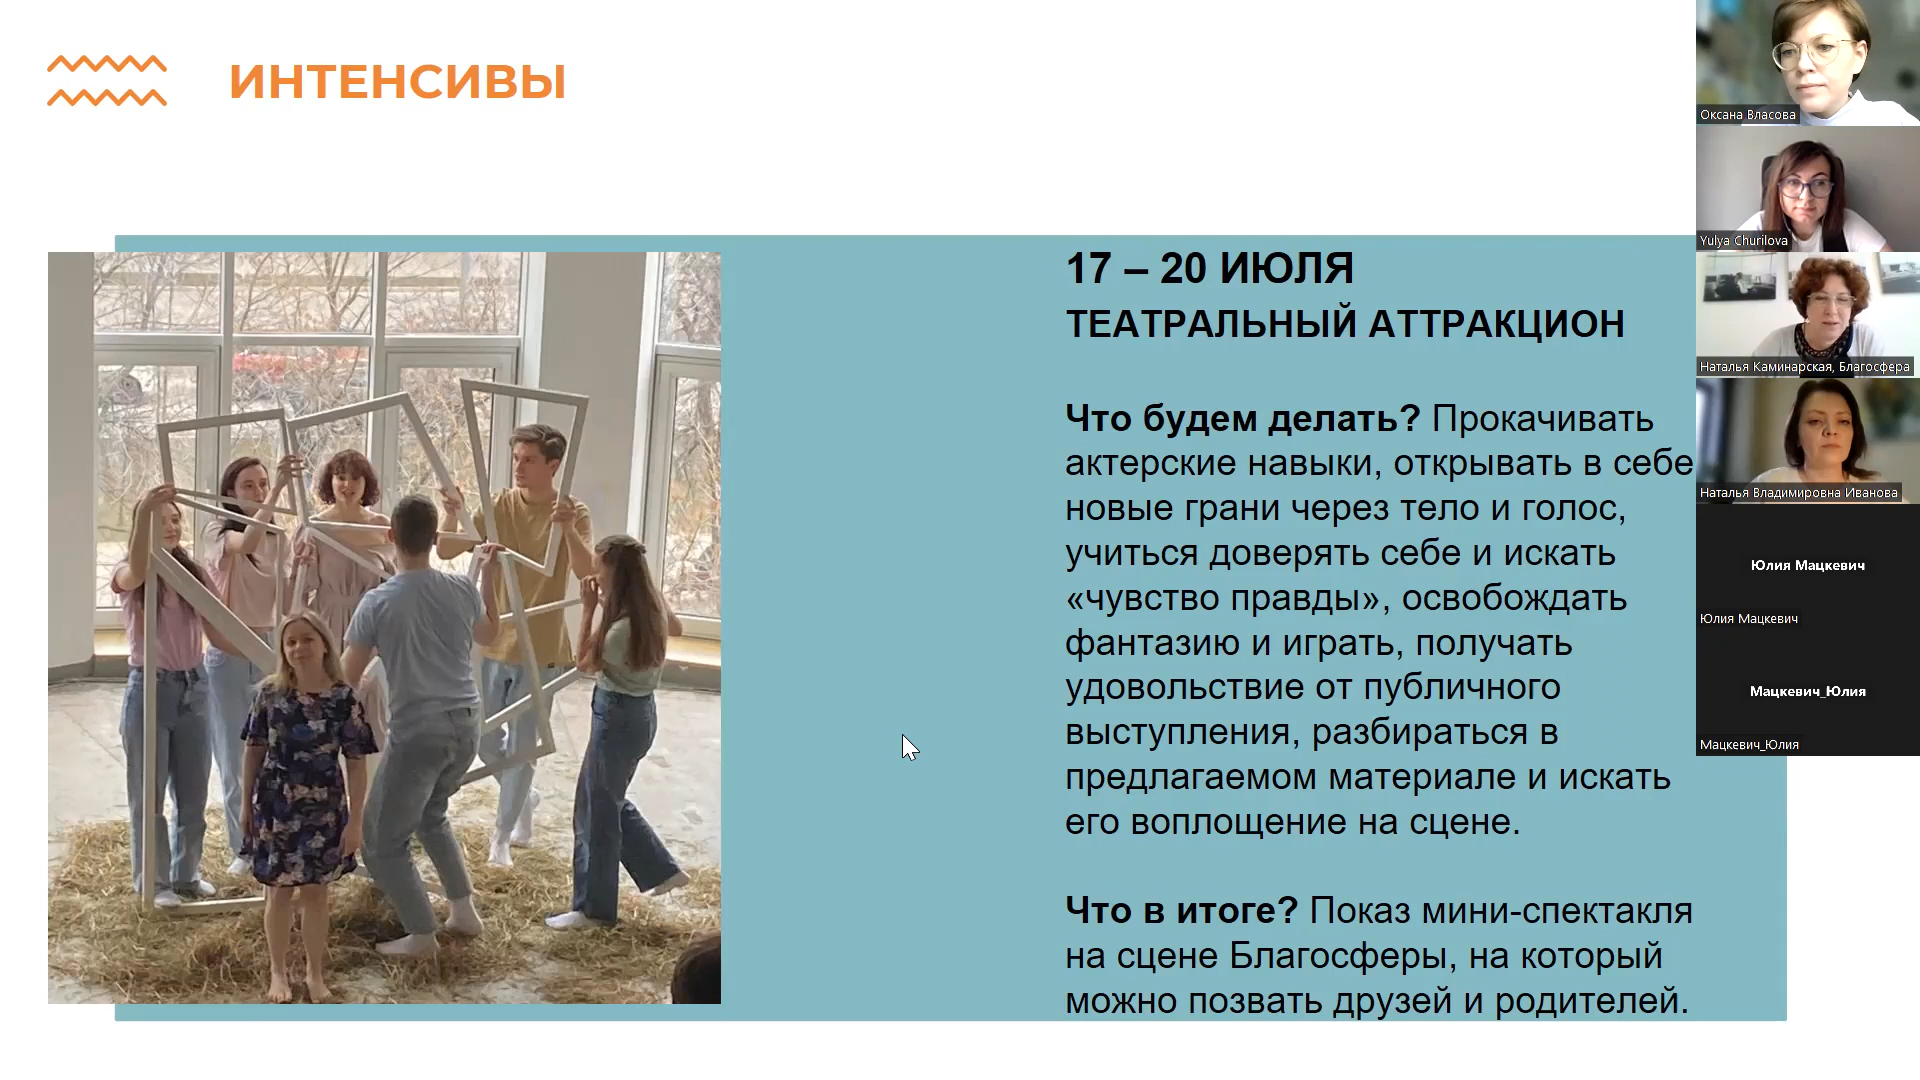 ИНТЕНСИВЫ
17 – 20 ИЮЛЯ
ТЕАТРАЛЬНЫЙ АТТРАКЦИОН
Что будем делать? Прокачивать
актерские навыки, открывать в себе
новые грани через тело и голос,
учиться доверять себе и искать
«чувство правды», освобождать
фантазию и играть, получать
удовольствие от публичного
выступления, разбираться в
предлагаемом материале и искать
его воплощение на сцене.
Что в итоге? Показ мини-спектакля
на сцене Благосферы, на который
можно позвать друзей и родителей.
Оксана Власова
Yulya Churilova
Наталья Каминарская, Благосфера
Наталья Владимировна Иванова
Юлия Мацкевич
Юлия Мацкевич
Мацкевич_Юлия
Мацкевич_Юлия